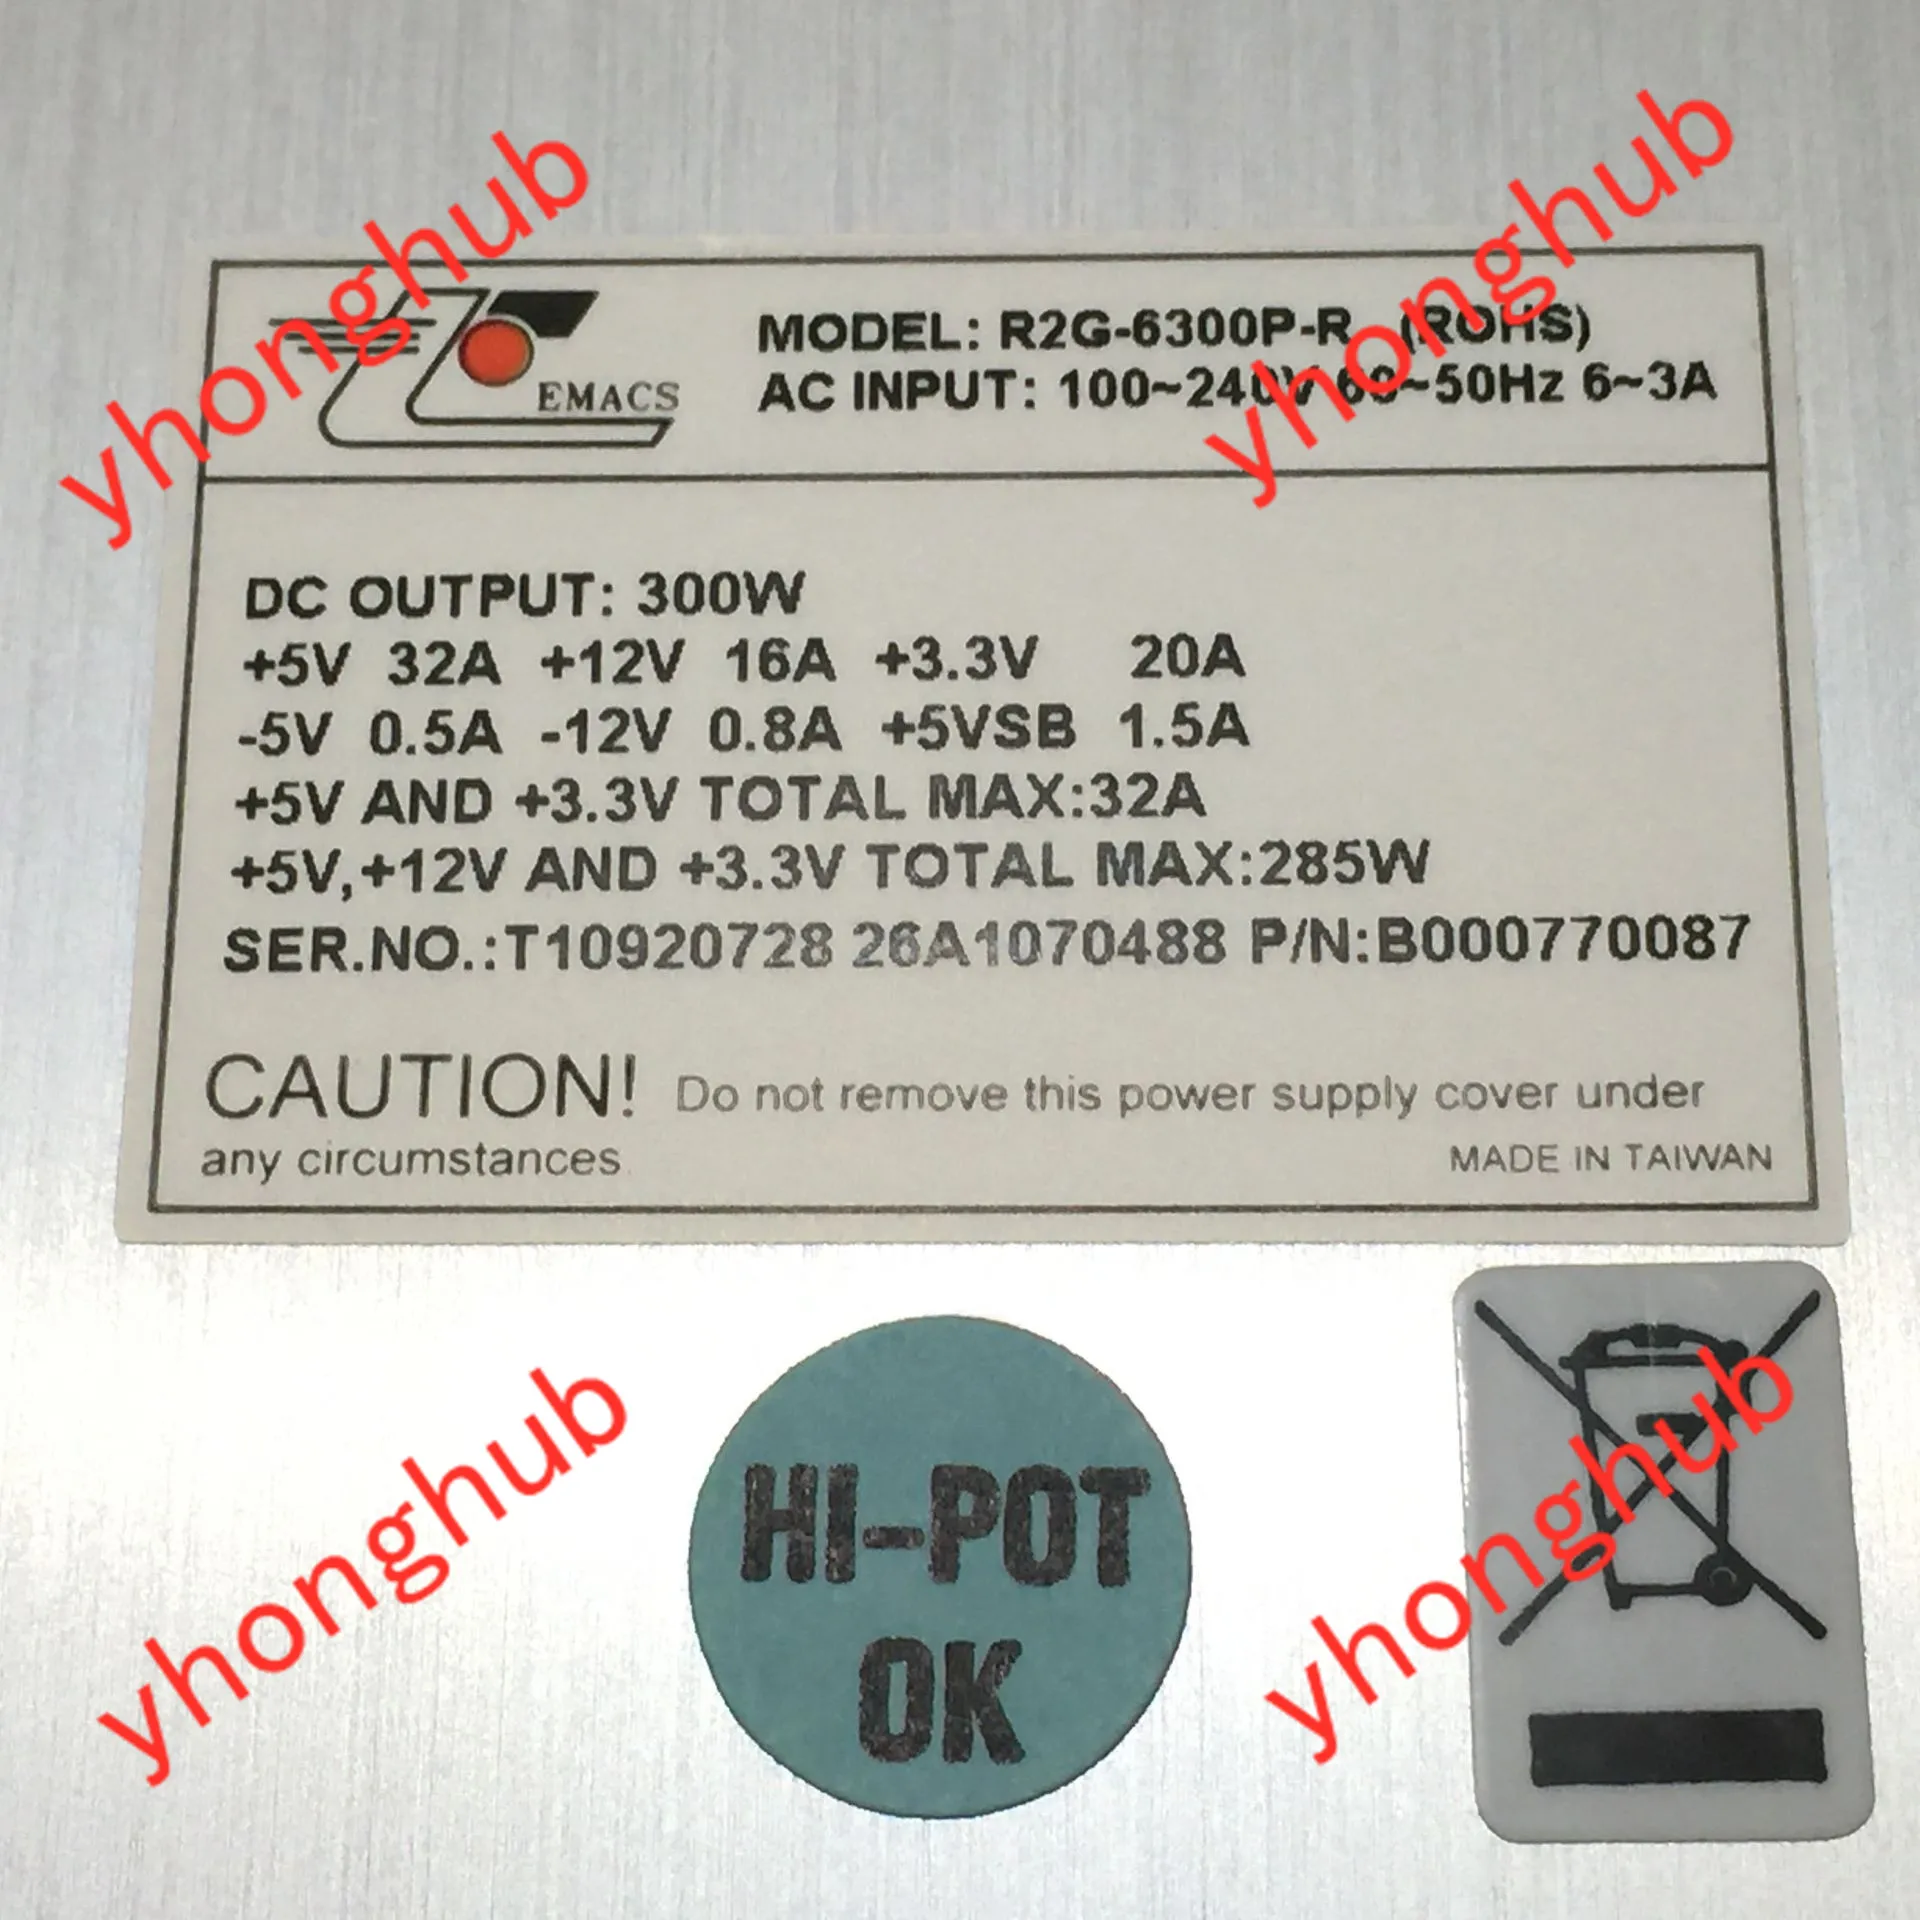 EMACS
MODEL: R2G-6300P-R (ROHS)
AC INPUT: 100~240V 60~50Hz 6~3A
DC OUTPUT: 300W
+5V 32A +12V 16A +3.3V 20A
-5V 0.5A -12V 0.8A +5VSB 1.5A
+5V AND +3.3V TOTAL MAX:32A
+5V,+12V AND +3.3V TOTAL MAX:285W
SER.NO.:T10920728 26A1070488 P/N:B000770087
CAUTION! Do not remove this power supply cover under
any circumstances
MADE IN TAIWAN
HI-POT
OK
yhonghub
yhonghub
yhonghub
yhonghub